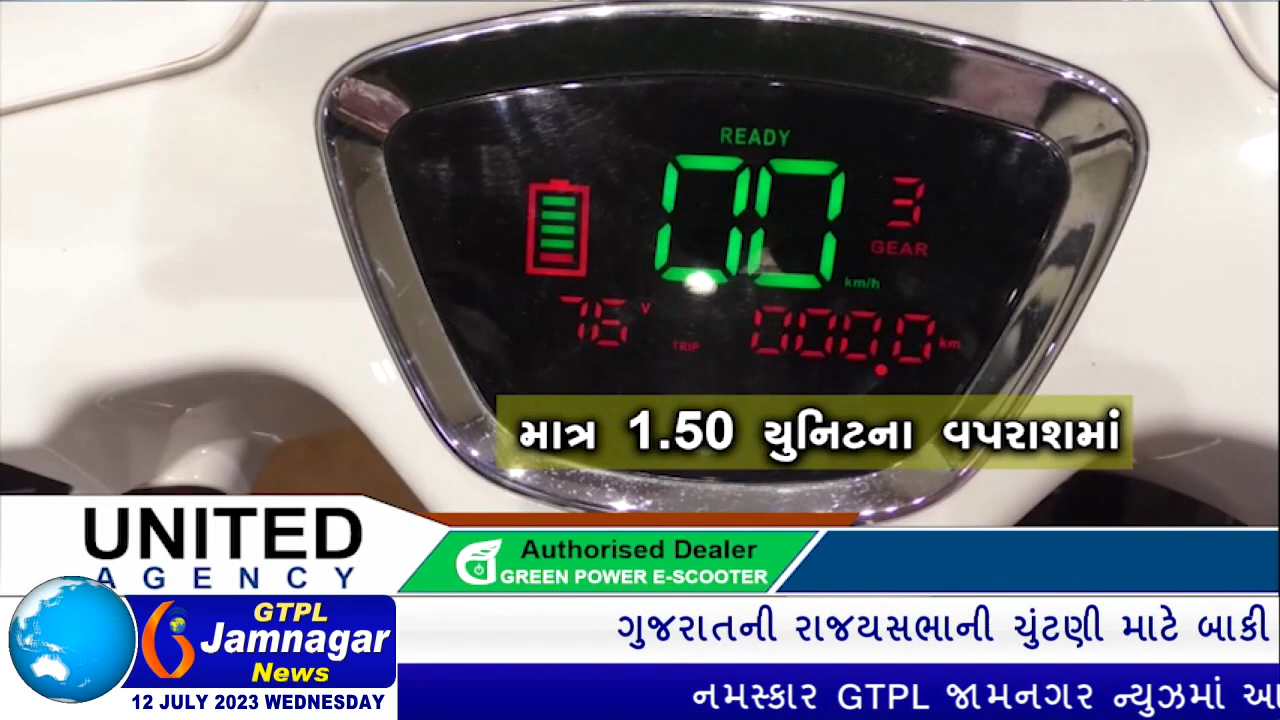 READY
00
km/h
3
GEAR
76 V
TRIP
000.0 km
માત્ર 1.50 યુનિટના વપરાશમાં
UNITED
AGENCY
Authorised Dealer
GREEN POWER E-SCOOTER
GTPL
Jamnagar
News
12 JULY 2023 WEDNESDAY
ગુજરાતની રાજયસભાની ચુંટણી માટે બાકી
નમસ્કાર GTPL જામનગર ન્યુઝમાં